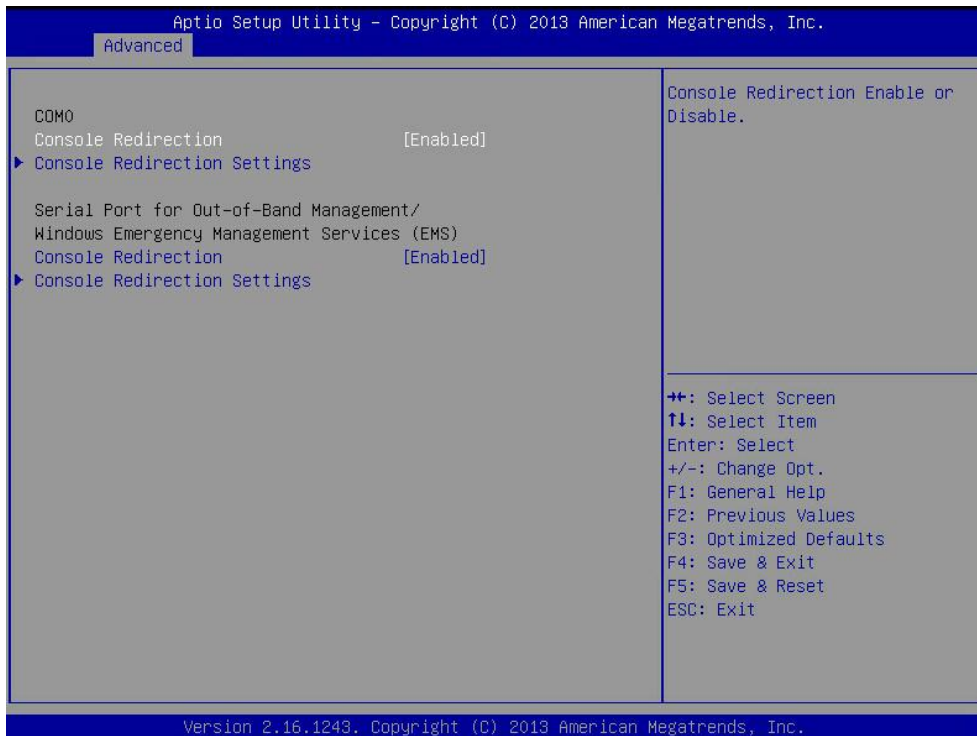 Aptio Setup Utility – Copyright (C) 2013 American Megatrends, Inc.
Advanced
COM0
Console Redirection [Enabled]
▶ Console Redirection Settings
Serial Port for Out-of-Band Management/
Windows Emergency Management Services (EMS)
Console Redirection [Enabled]
▶ Console Redirection Settings
Console Redirection Enable or
Disable.
→←: Select Screen
↑↓: Select Item
Enter: Select
+/-: Change Opt.
F1: General Help
F2: Previous Values
F3: Optimized Defaults
F4: Save & Exit
F5: Save & Reset
ESC: Exit
Version 2.16.1243. Copyright (C) 2013 American Megatrends, Inc.